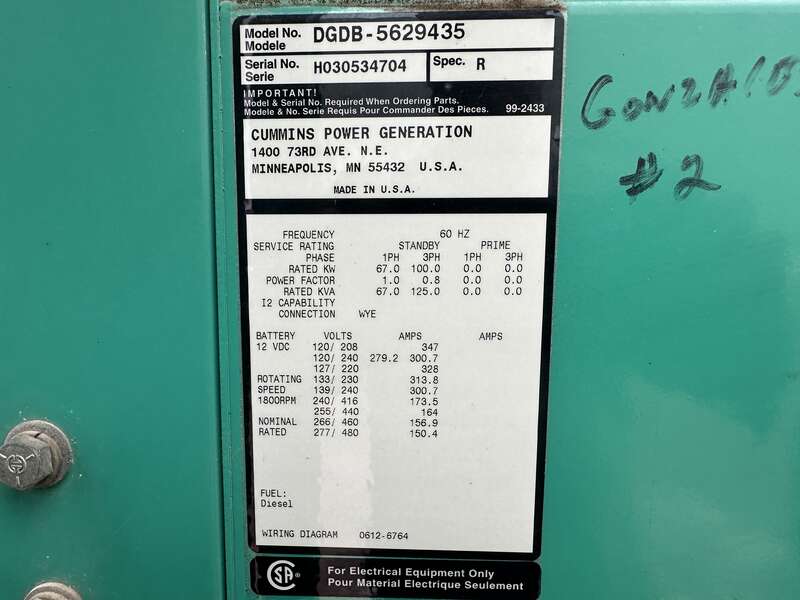 Model No. DGDB-5629435
Modele
Serial No. H030534704 Spec. R
Serie
IMPORTANT!
Model & Serial No. Required When Ordering Parts.
Modele & No. Serie Requis Pour Commander Des Pieces. 99-2433
CUMMINS POWER GENERATION
1400 73RD AVE. N.E.
MINNEAPOLIS, MN 55432 U.S.A.
MADE IN U.S.A.
FREQUENCY 60 HZ
SERVICE RATING STANDBY PRIME
PHASE 1PH 3PH 1PH 3PH
RATED KW 67.0 100.0 0.0 0.0
POWER FACTOR 1.0 0.8 0.0 0.0
RATED KVA 67.0 125.0 0.0 0.0
I2 CAPABILITY
CONNECTION WYE
BATTERY VOLTS AMPS AMPS
12 VDC 120/ 208 347
120/ 240 279.2 300.7
127/ 220 328
ROTATING 133/ 230 313.8
SPEED 139/ 240 300.7
1800RPM 240/ 416 173.5
255/ 440 164
NOMINAL 266/ 460 156.9
RATED 277/ 480 150.4
FUEL:
Diesel
WIRING DIAGRAM 0612-6764
SA For Electrical Equipment Only
Pour Material Electrique Seulement
#2